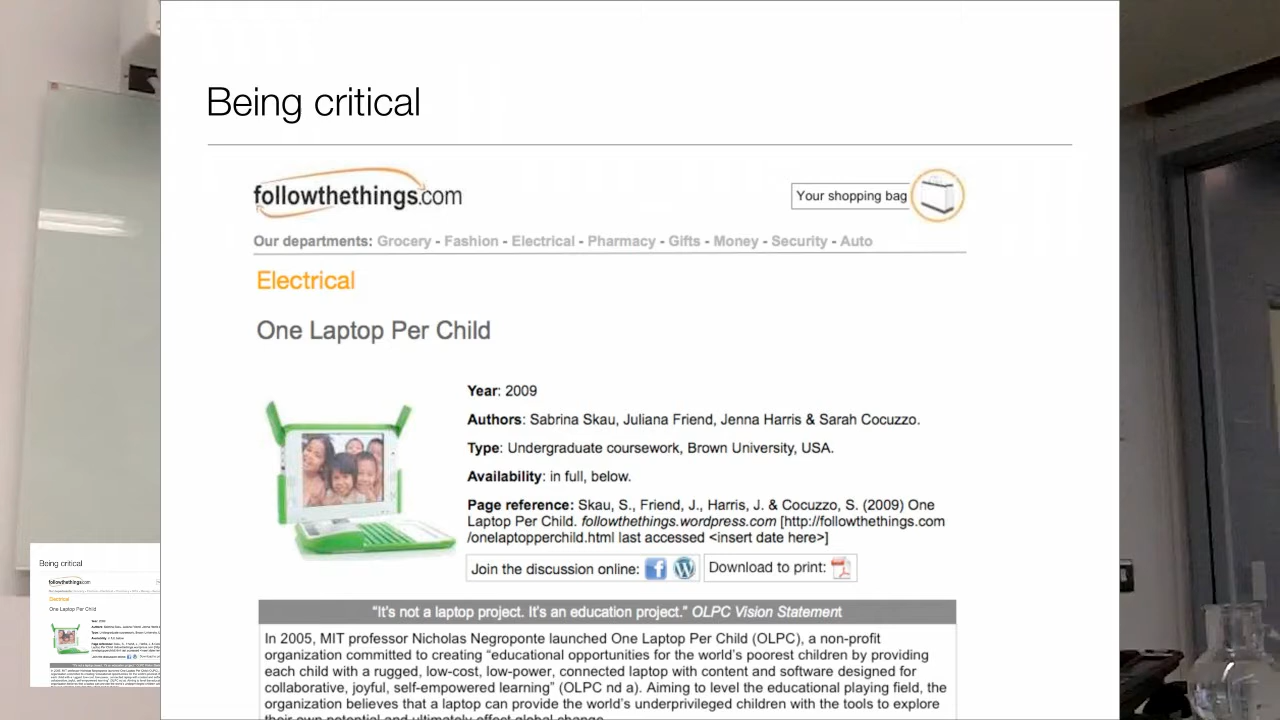 Being critical
followthethings.com
Your shopping bag
Our departments: Grocery - Fashion - Electrical - Pharmacy - Gifts - Money - Security - Auto
Electrical
One Laptop Per Child
Year: 2009
Authors: Sabrina Skau, Juliana Friend, Jenna Harris & Sarah Cocuzzo.
Type: Undergraduate coursework, Brown University, USA.
Availability: in full, below.
Page reference: Skau, S., Friend, J., Harris, J. & Cocuzzo, S. (2009) One
Laptop Per Child. followthethings.wordpress.com [http://followthethings.com
/onelaptopperchild.html last accessed <insert date here>]
Join the discussion online:
Download to print:
“It's not a laptop project. It's an education project.” OLPC Vision Statement
In 2005, MIT professor Nicholas Negroponte launched One Laptop Per Child (OLPC), a non-profit
organization committed to creating “educational opportunities for the world's poorest children by providing
each child with a rugged, low-cost, low-power, connected laptop with content and software designed for
collaborative, joyful, self-empowered learning” (OLPC nd a). Aiming to level the educational playing field, the
organization believes that a laptop can provide the world's underprivileged children with the tools to explore
their own potential and ultimately effect global change.
Being critical
followthethings.com
Electrical
One Laptop Per Child